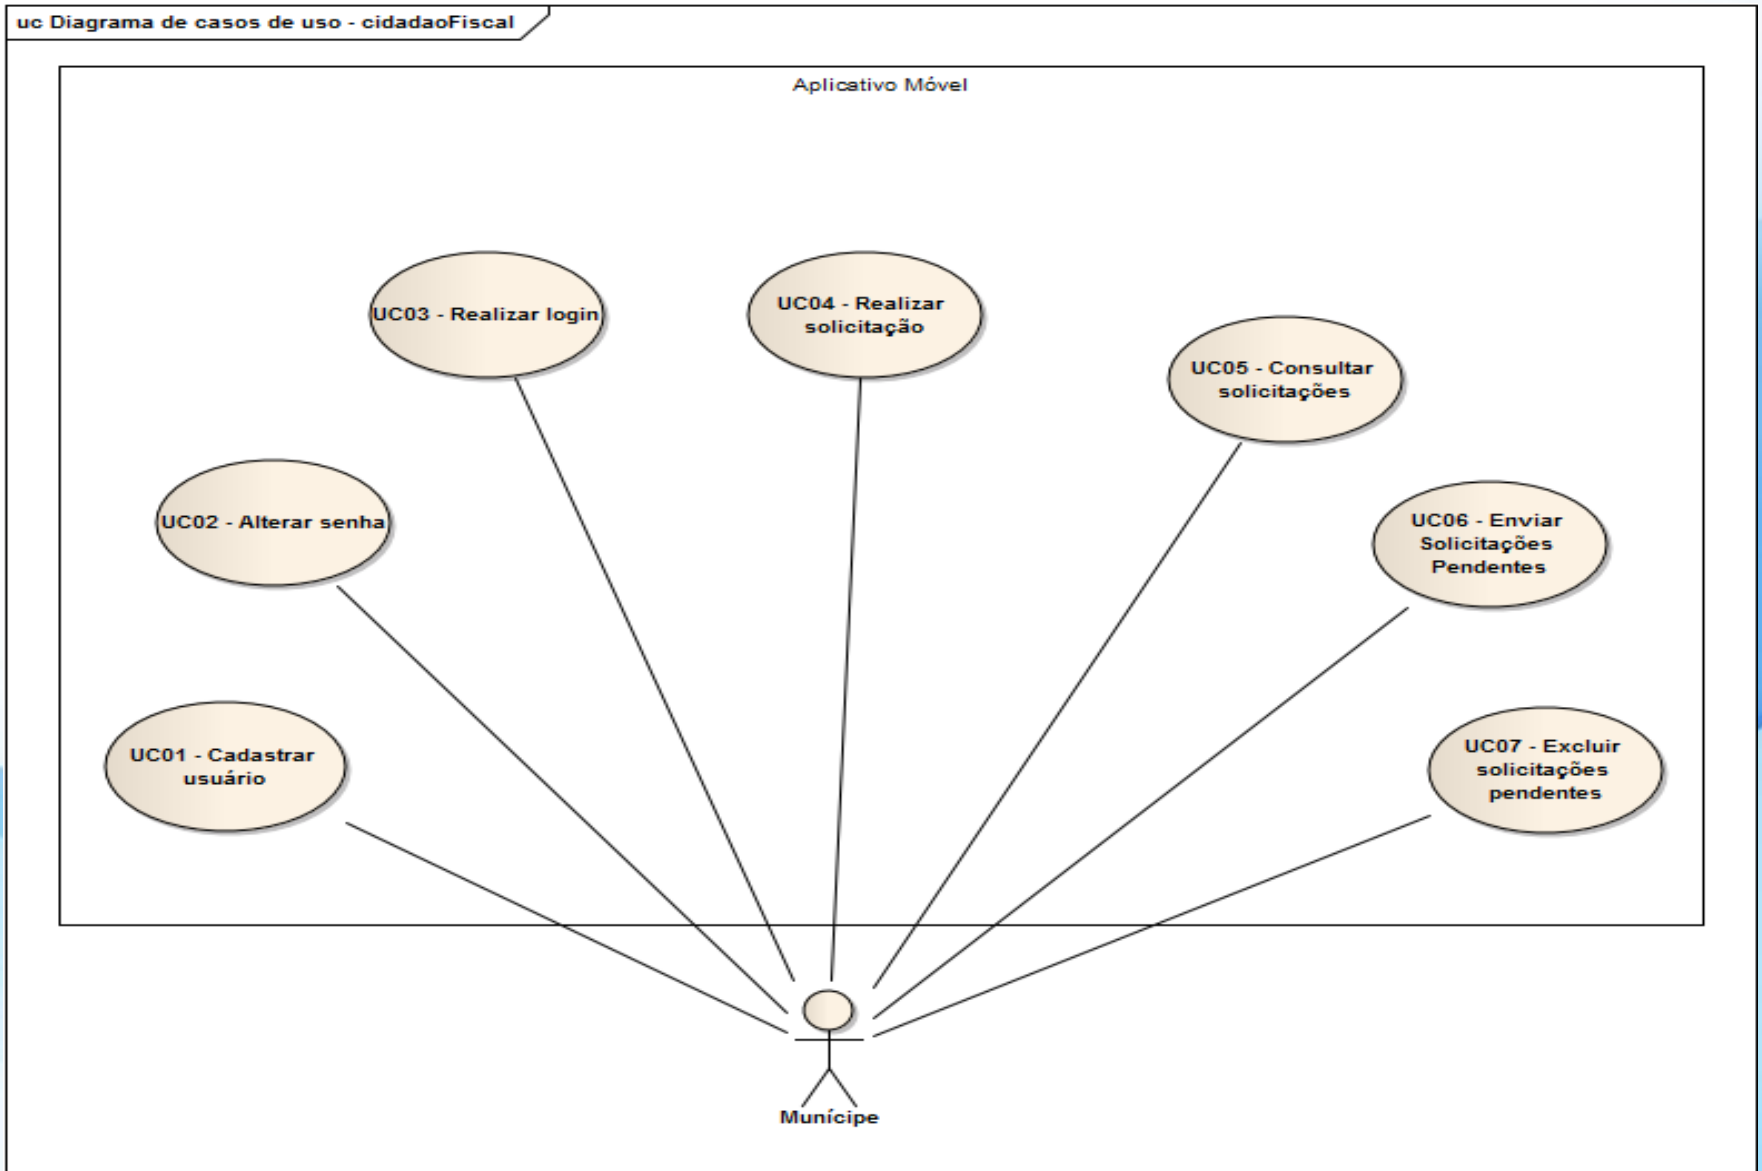 uc Diagrama de casos de uso - cidadaoFiscal
Aplicativo Móvel
UC03 - Realizar login
UC04 - Realizar
solicitação
UC05 - Consultar
solicitações
UC02 - Alterar senha
UC06 - Enviar
Solicitações
Pendentes
UC01 - Cadastrar
usuário
UC07 - Excluir
solicitações
pendentes
Munícipe